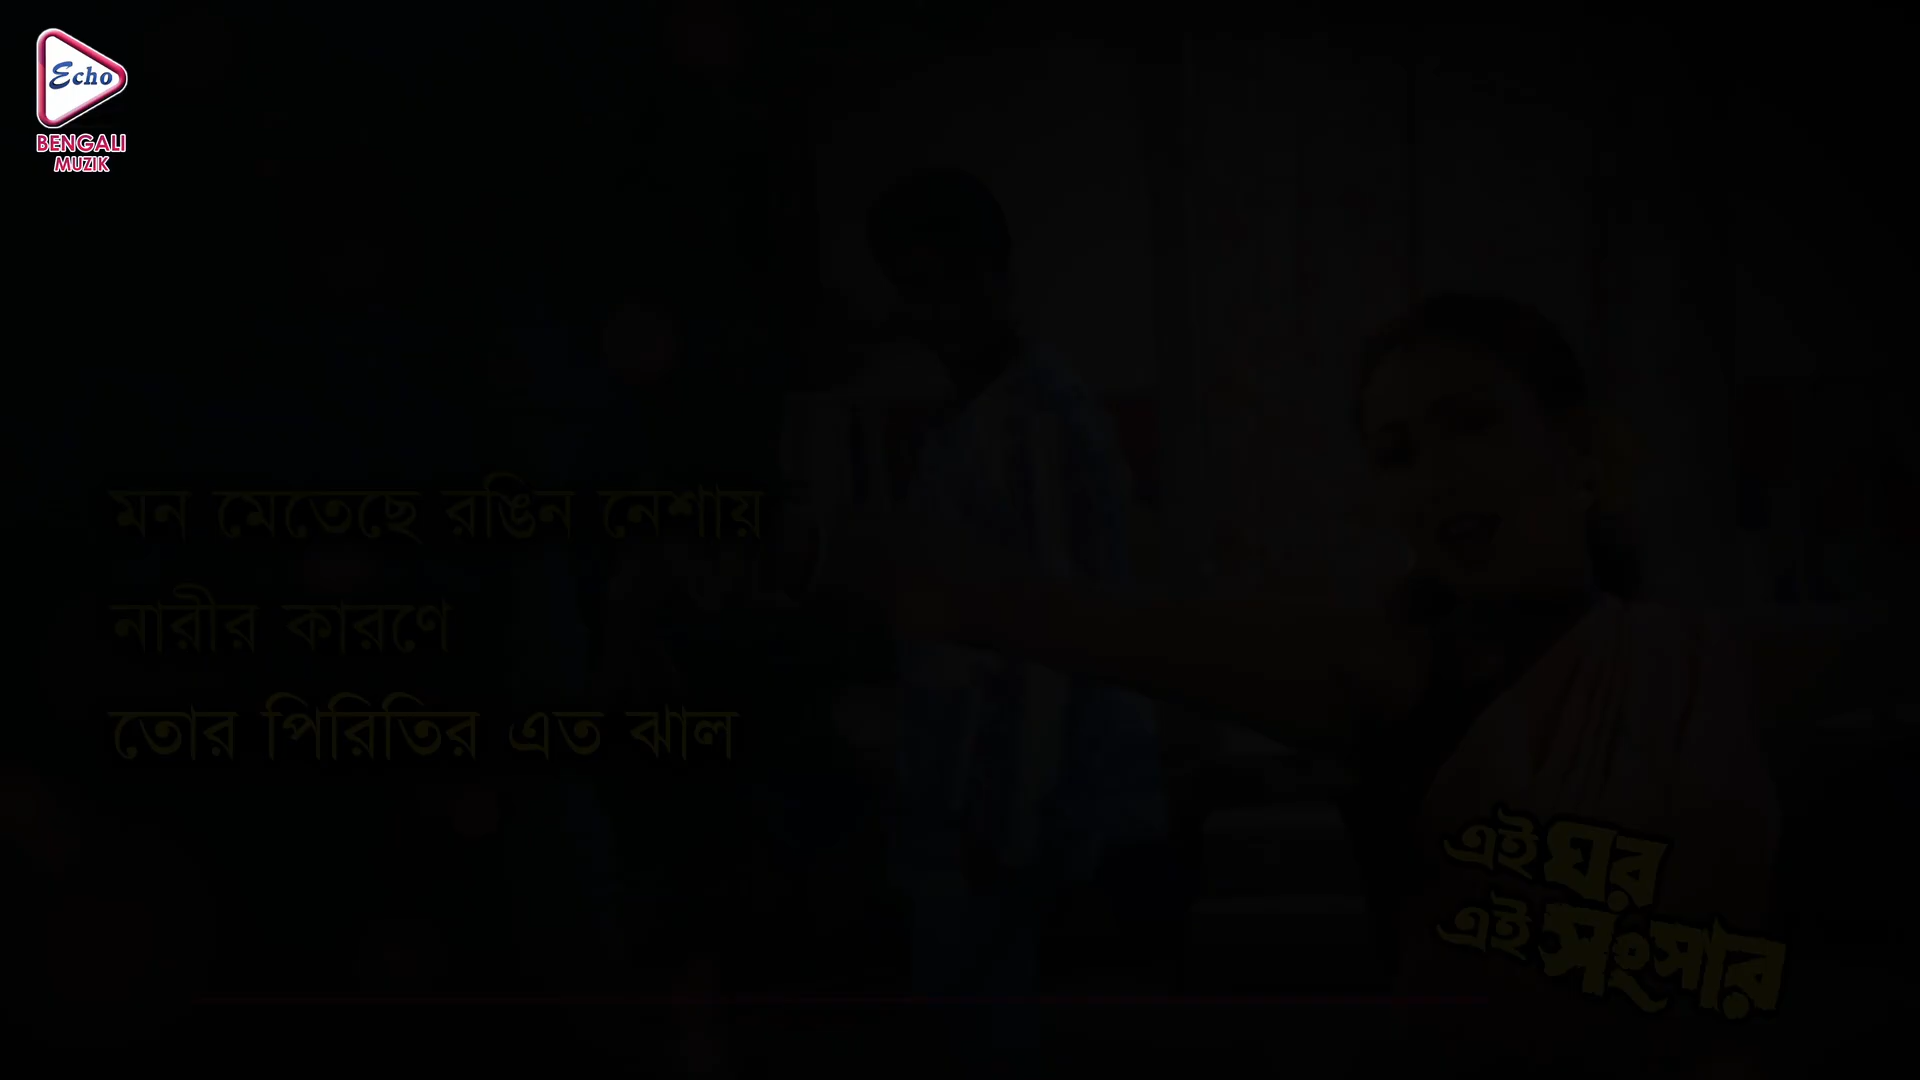 Echo
BENGALI
MUZIK
মন মেতেছে রঙিন নেশায়
নারীর কারণে
তোর পিরিতির এত ঝাল
এই ঘর
এই সংসার